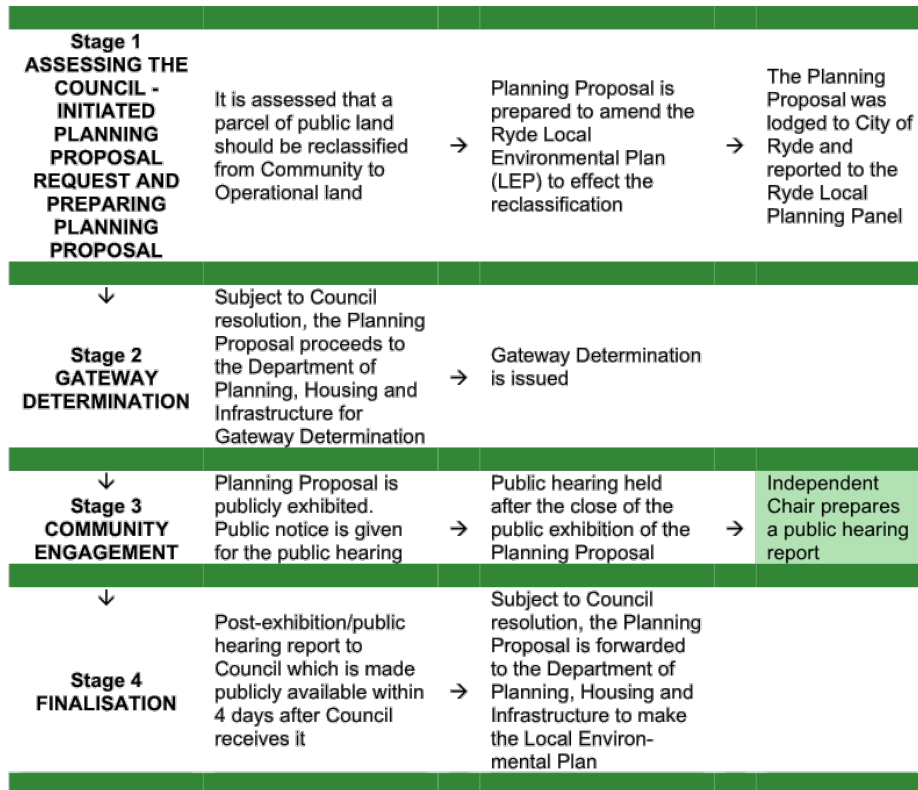 Stage 1
ASSESSING THE
COUNCIL -
INITIATED
PLANNING
PROPOSAL
REQUEST AND
PREPARING
PLANNING
PROPOSAL
It is assessed that a
parcel of public land
should be reclassified
from Community to
Operational land
→
Planning Proposal is
prepared to amend the
Ryde Local
Environmental Plan
(LEP) to effect the
reclassification
→
The Planning
Proposal was
lodged to City of
Ryde and
reported to the
Ryde Local
Planning Panel
↓
Stage 2
GATEWAY
DETERMINATION
Subject to Council
resolution, the Planning
Proposal proceeds to
the Department of
Planning, Housing and
Infrastructure for
Gateway Determination
→
Gateway Determination
is issued
↓
Stage 3
COMMUNITY
ENGAGEMENT
Planning Proposal is
publicly exhibited.
Public notice is given
for the public hearing
→
Public hearing held
after the close of the
public exhibition of the
Planning Proposal
→
Independent
Chair prepares
a public hearing
report
↓
Stage 4
FINALISATION
Post-exhibition/public
hearing report to
Council which is made
publicly available within
4 days after Council
receives it
→
Subject to Council
resolution, the Planning
Proposal is forwarded
to the Department of
Planning, Housing and
Infrastructure to make
the Local Environ-
mental Plan